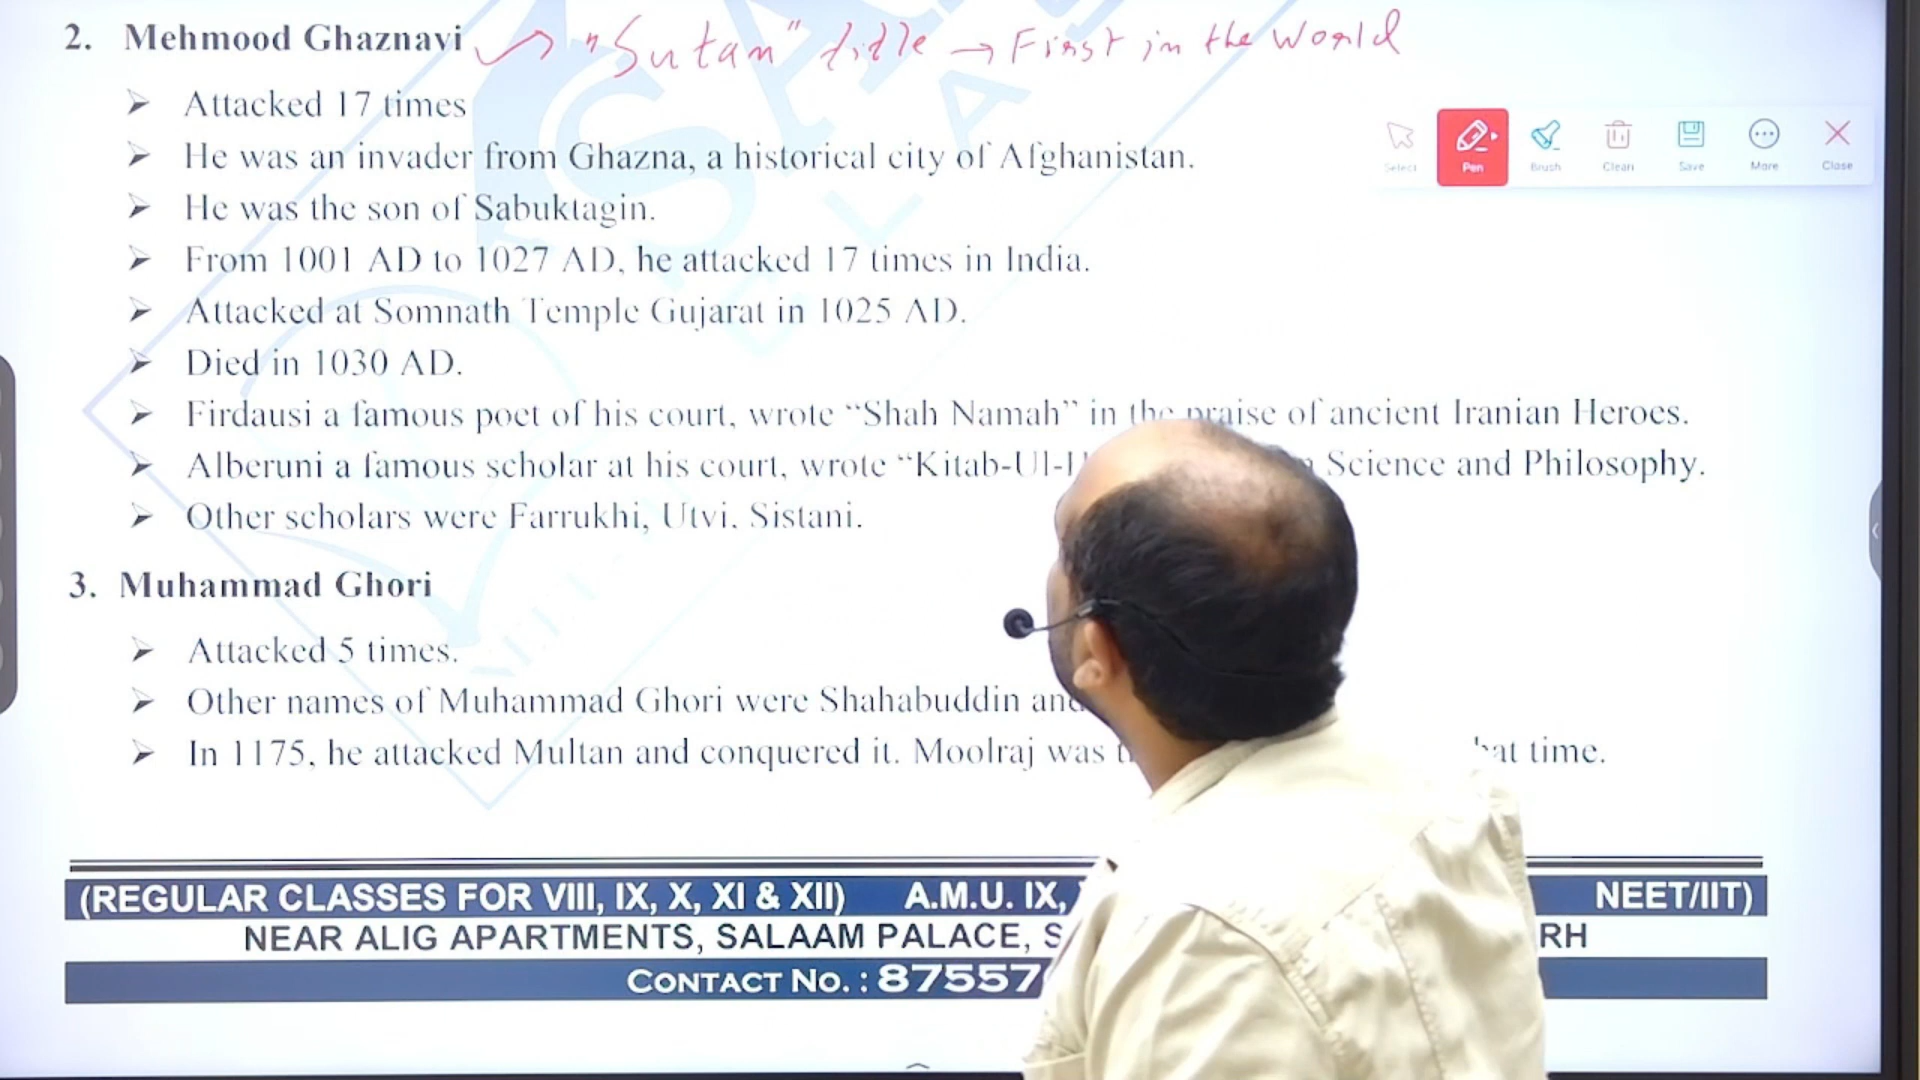 2. Mehmood Ghaznavi "Sutan" title → First in the World
➤ Attacked 17 times
➤ He was an invader from Ghazna, a historical city of Afghanistan.
➤ He was the son of Sabuktagin.
➤ From 1001 AD to 1027 AD, he attacked 17 times in India.
➤ Attacked at Somnath Temple Gujarat in 1025 AD.
➤ Died in 1030 AD.
➤ Firdausi a famous poet of his court, wrote "Shah Namah" in the praise of ancient Iranian Heroes.
➤ Alberuni a famous scholar at his court, wrote "Kitab-Ul- Science and Philosophy.
➤ Other scholars were Farrukhi, Utvi, Sistani.
3. Muhammad Ghori
➤ Attacked 5 times.
➤ Other names of Muhammad Ghori were Shahabuddin and
➤ In 1175, he attacked Multan and conquered it. Moolraj was time.
Select Pen Brush Clean Save More Close
(REGULAR CLASSES FOR VIII, IX, X, XI & XII) A.M.U. IX, NEET/IIT)
NEAR ALIG APARTMENTS, SALAAM PALACE,
CONTACT NO. : 87557